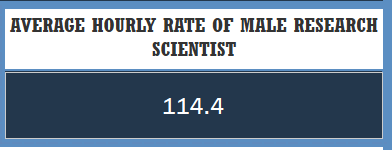 AVERAGE HOURLY RATE OF MALE RESEARCH
SCIENTIST
114.4